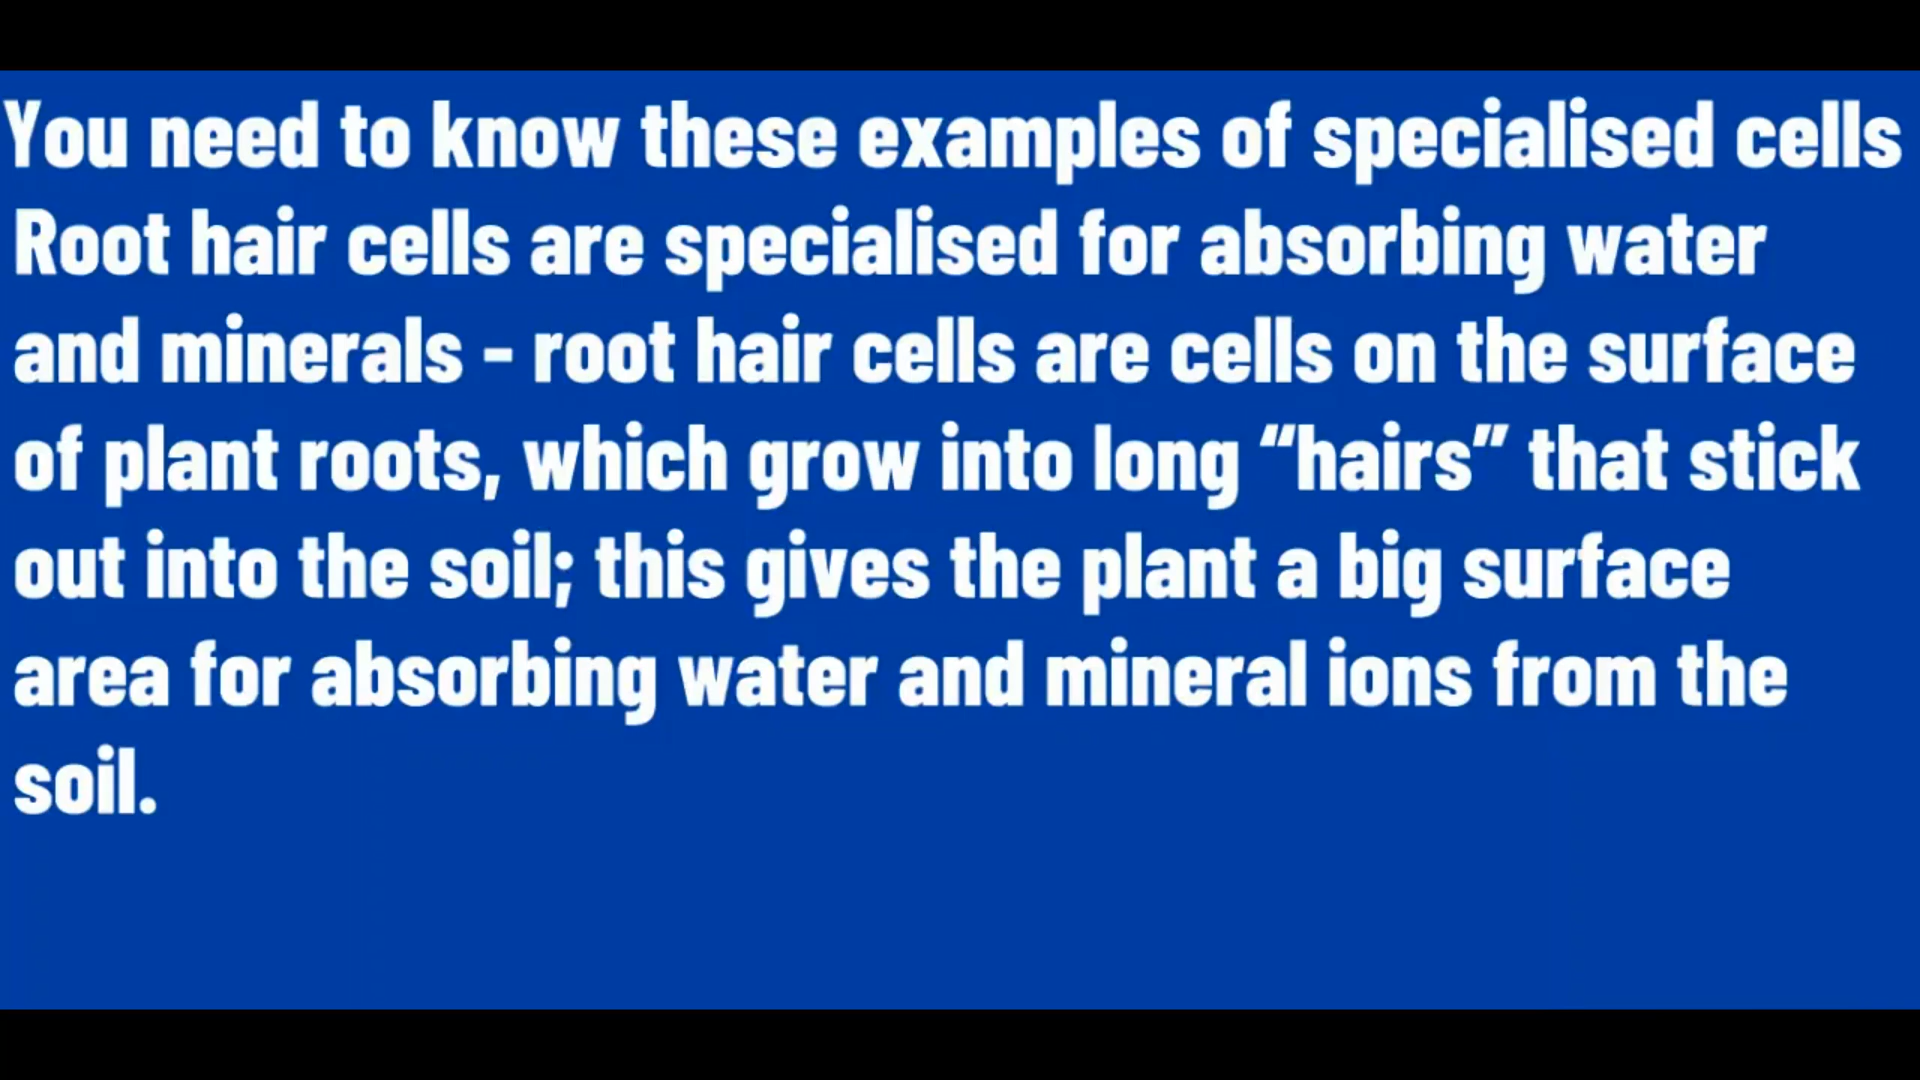 You need to know these examples of specialised cells
Root hair cells are specialised for absorbing water
and minerals - root hair cells are cells on the surface
of plant roots, which grow into long “hairs” that stick
out into the soil; this gives the plant a big surface
area for absorbing water and mineral ions from the
soil.